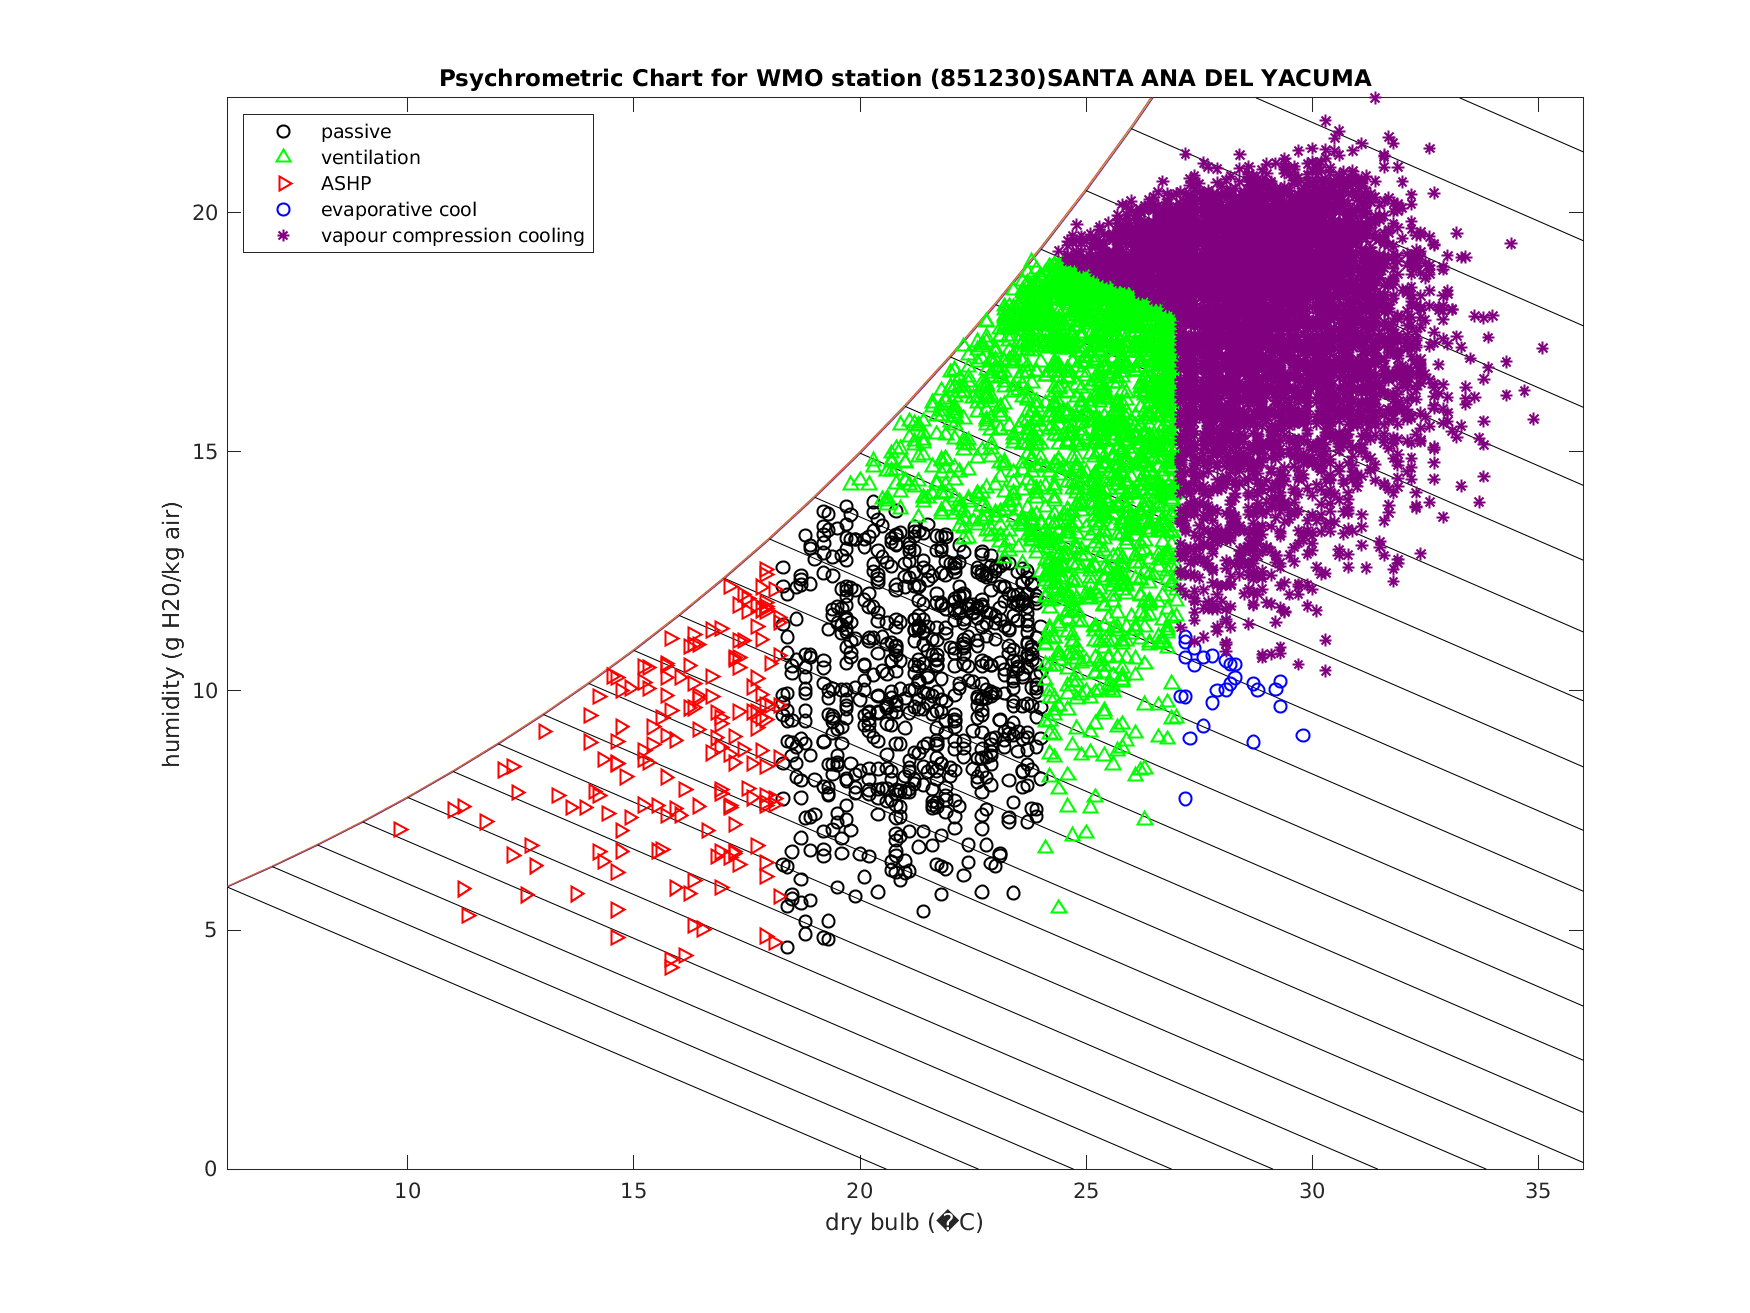 Psychrometric Chart for WMO station (851230)SANTA ANA DEL YACUMA
passive
ventilation
ASHP
evaporative cool
vapour compression cooling
humidity (g H20/kg air)
20
15
10
5
0
10
15
20
25
30
35
dry bulb (�C)